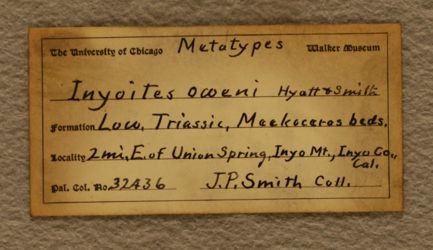 The University of Chicago Metatypes Walker Museum
Inyoites oweni Hyatt & Smith
Formation Low. Triassic, Meekoceras beds.
Locality 2 mi. E. of Union Spring, Inyo Mt., Inyo Co., Cal.
Pal. Col. No. 32436 J.P. Smith Coll.